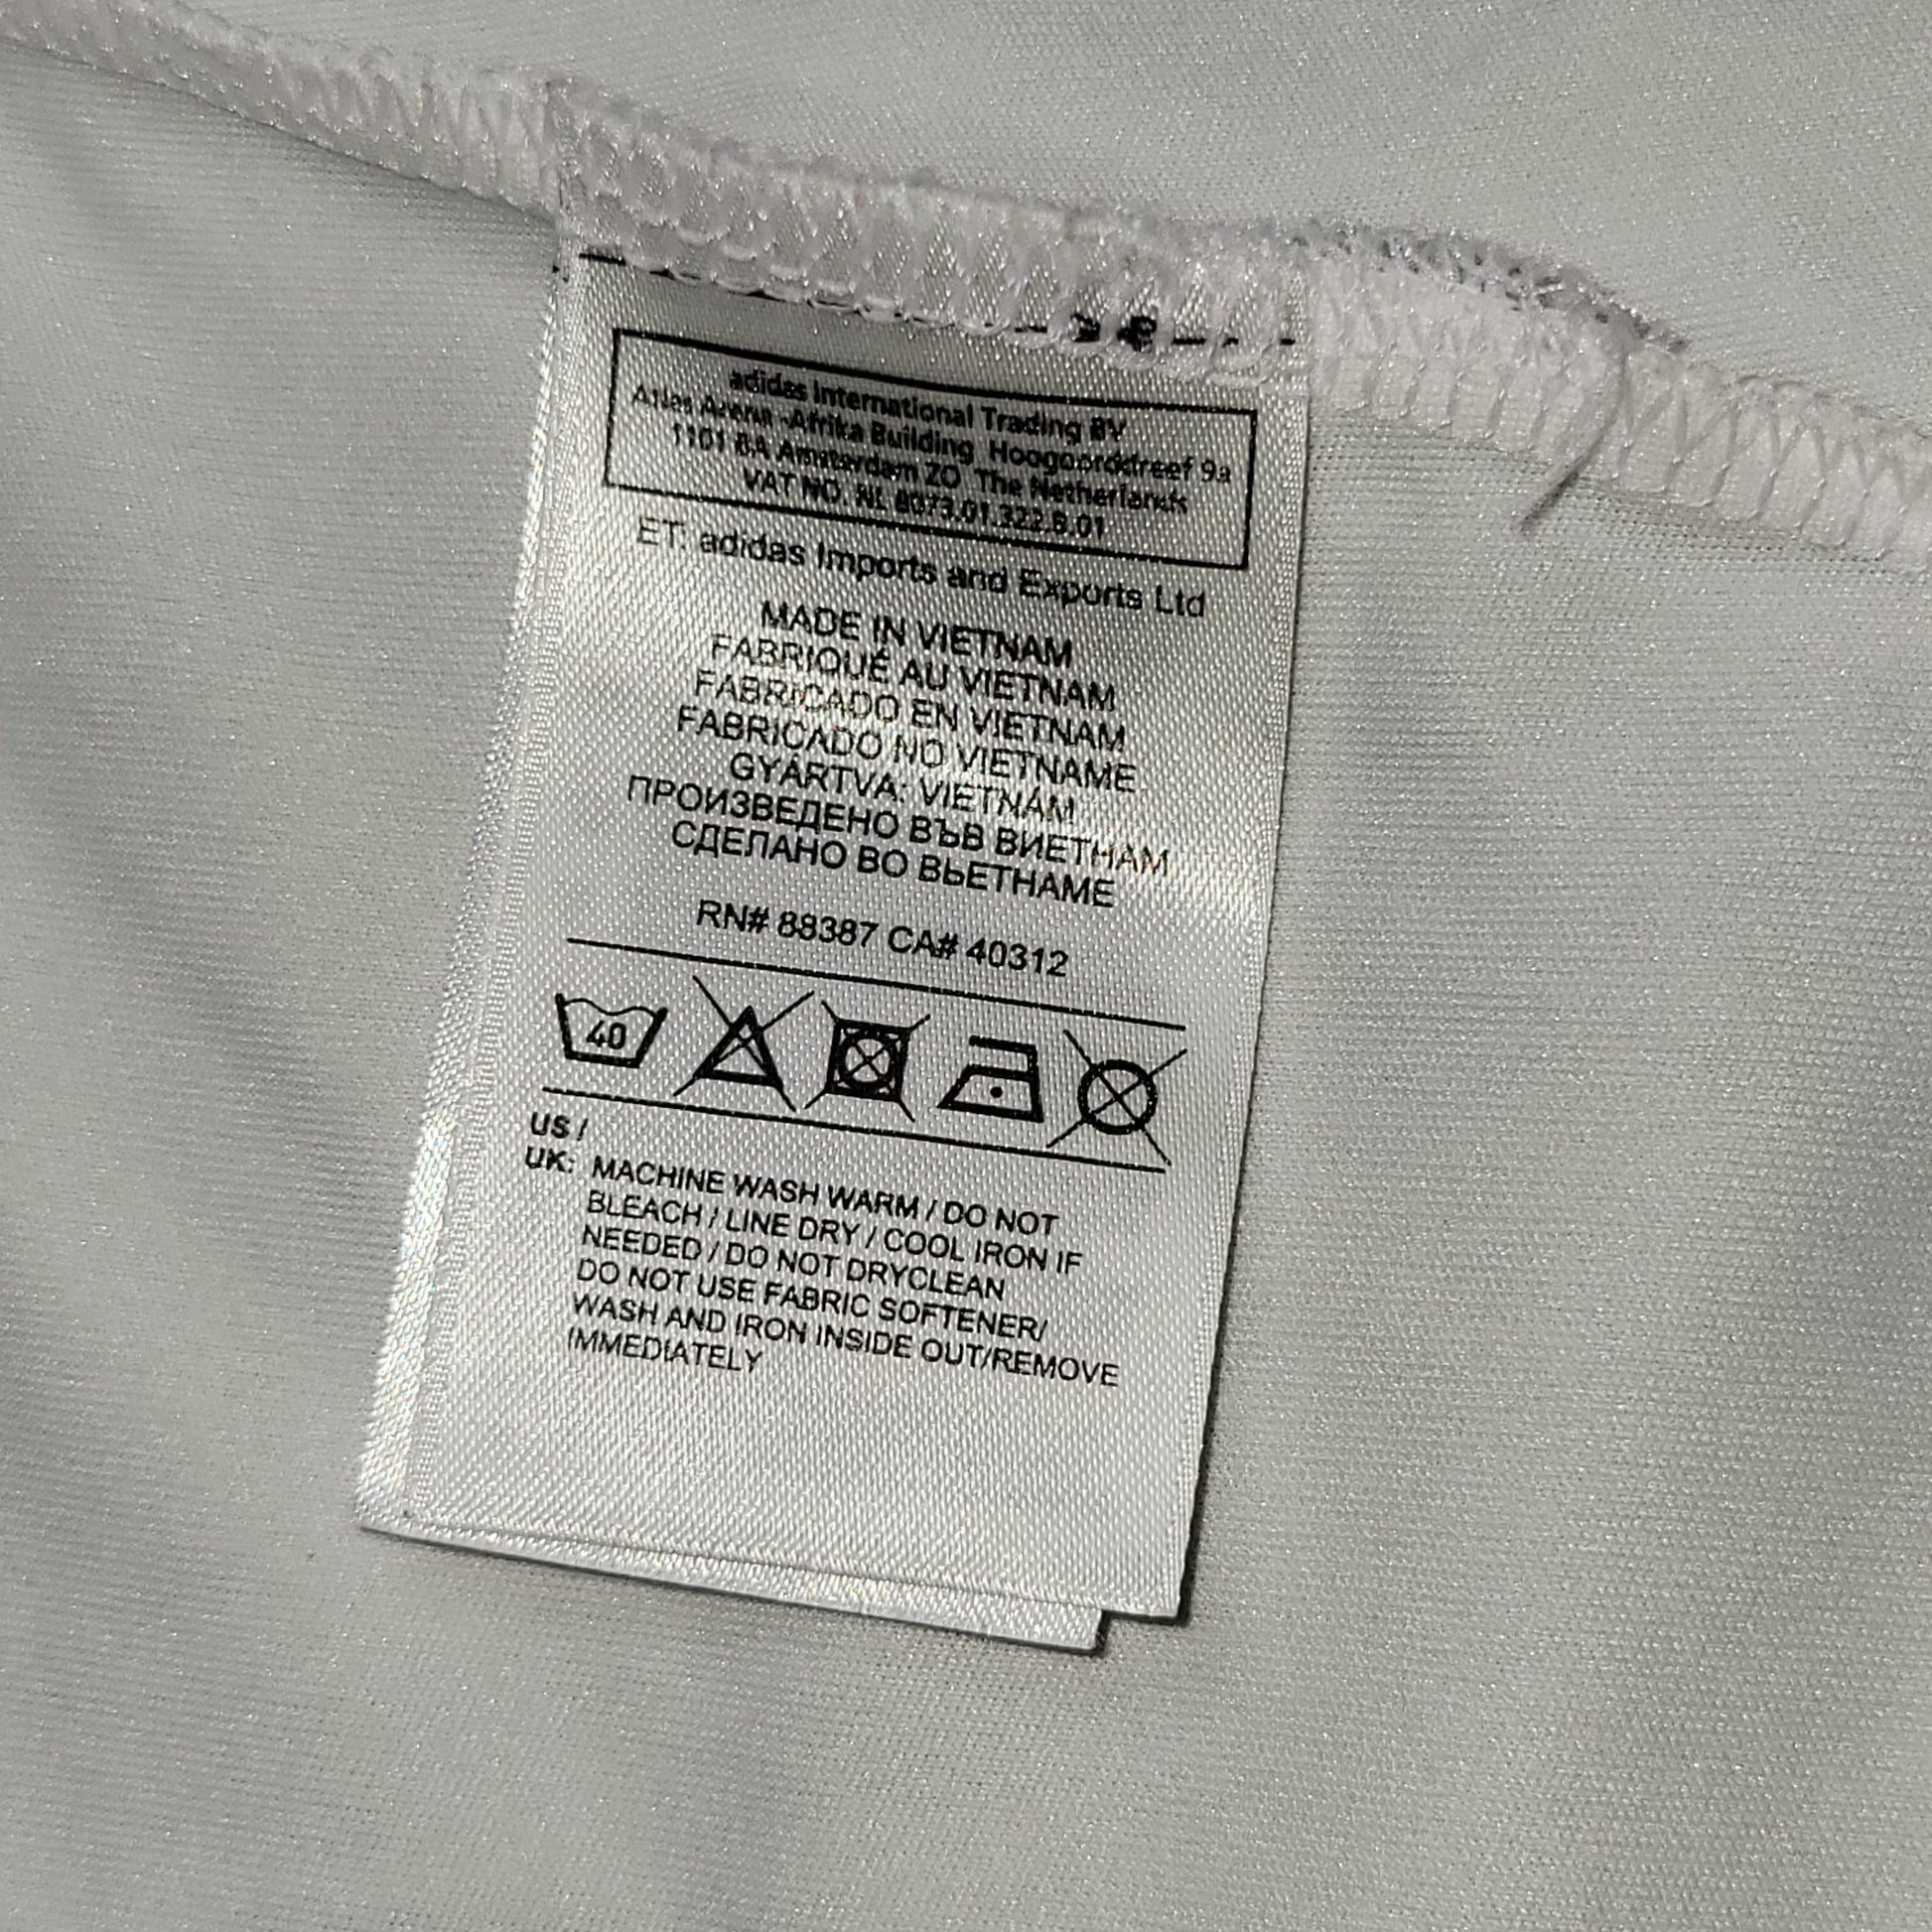 adidas International Trading BV
Atlas Arena -Afrika Building Hoogoorddreef 9a
1101 BA Amsterdam ZO The Netherlands
VAT NO. NL 8073.01.322.B.01
ET: adidas Imports and Exports Ltd
MADE IN VIETNAM
FABRIQUÉ AU VIETNAM
FABRICADO EN VIETNAM
FABRICADO NO VIETNAME
GYÁRTVA: VIETNÁM
ПРОИЗВЕДЕНО ВЪВ ВИЕТНАМ
СДЕЛАНО ВО ВЬЕТНАМЕ
RN# 88387 CA# 40312
40
US /
UK: MACHINE WASH WARM / DO NOT
BLEACH / LINE DRY / COOL IRON IF
NEEDED / DO NOT DRYCLEAN
DO NOT USE FABRIC SOFTENER/
WASH AND IRON INSIDE OUT/REMOVE
IMMEDIATELY